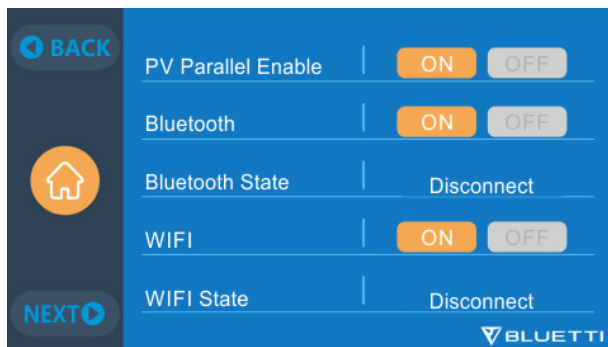 BACK
PV Parallel Enable ON OFF
Bluetooth ON OFF
Bluetooth State Disconnect
WIFI ON OFF
WIFI State Disconnect
NEXT
BLUETTI